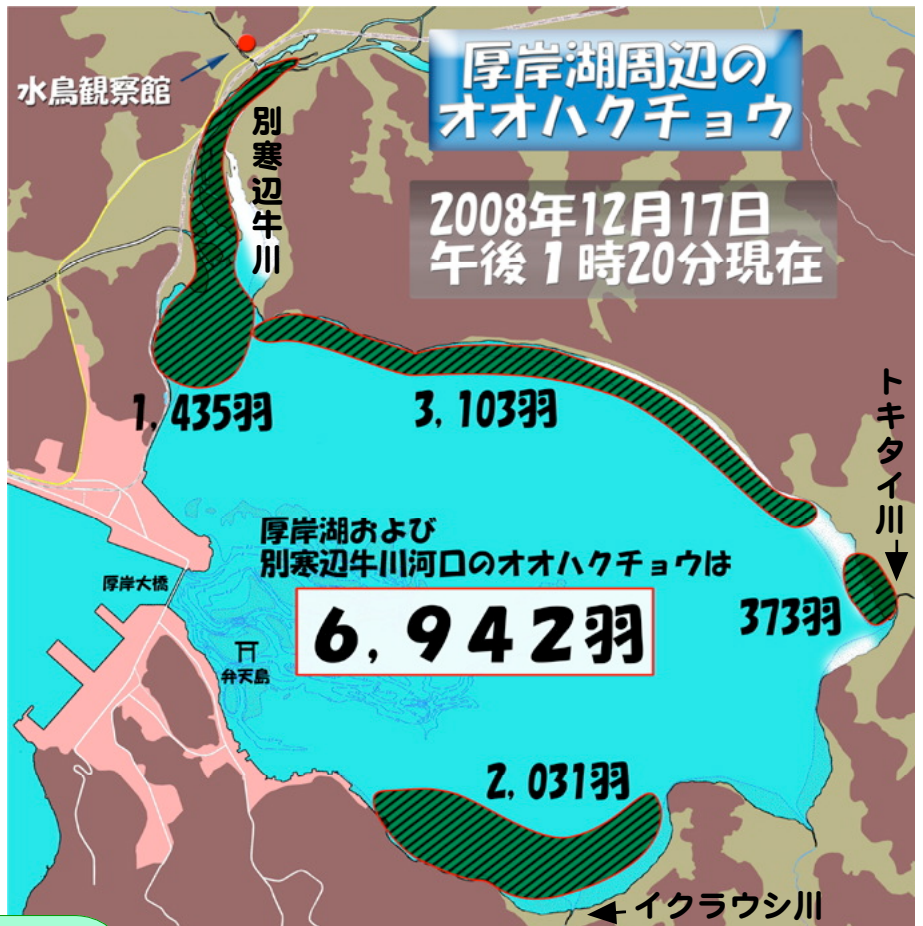 厚岸湖周辺の
オオハクチョウ
水鳥観察館
別寒辺牛川
2008年12月17日
午後1時20分現在
1,435羽
3,103羽
トキタイ川
厚岸湖および
別寒辺牛川河口のオオハクチョウは
6,942羽
厚岸大橋
弁天島
373羽
2,031羽
イクラウシ川